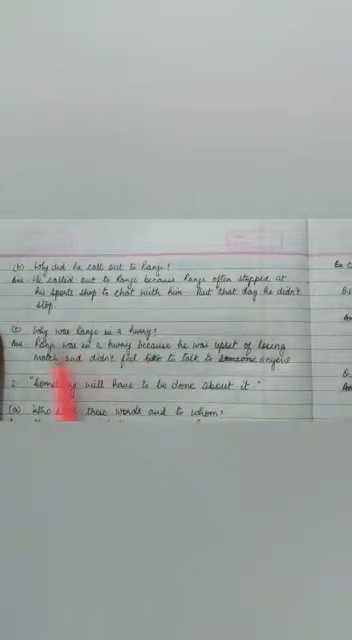 (b) Why did he call out to Ranji?
Ans He called out to Ranji because Ranji often stopped at
his sports shop to chat with him. But that day he didn't
stop.
(c) Why was Ranji in a hurry?
Ans Ranji was in a hurry because he was upset of losing
match and didn't feel like to talk to someone anyone
2. "Some will have to be done about it."
(a) Who these words and to whom?